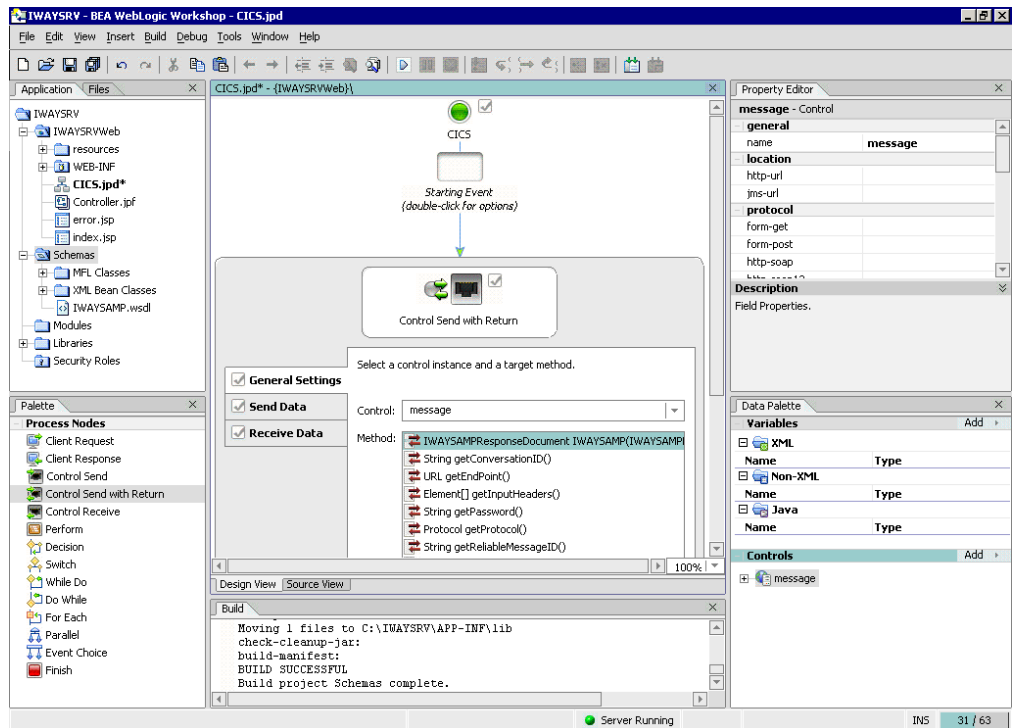 IWAYSRV - BEA WebLogic Workshop - CICS.jpd
File Edit View Insert Build Debug Tools Window Help
Application Files
IWAYSRV
IWAYSRVWeb
resources
WEB-INF
CICS.jpd*
Controller.jpf
error.jsp
index.jsp
Schemas
MFL Classes
XML Bean Classes
IWAYSAMP.wsdl
Modules
Libraries
Security Roles
Palette
Process Nodes
Client Request
Client Response
Control Send
Control Send with Return
Control Receive
Perform
Decision
Switch
While Do
Do While
For Each
Parallel
Event Choice
Finish
CICS.jpd* - {IWAYSRVWeb}\
CICS
Starting Event
(double-click for options)
Control Send with Return
General Settings
Send Data
Receive Data
Select a control instance and a target method.
Control: message
Method: IWAYSAMPResponseDocument IWAYSAMP(IWAYSAMPI
String getConversationID()
URL getEndPoint()
Element[] getInputHeaders()
String getPassword()
Protocol getProtocol()
String getReliableMessageID()
100%
Design View Source View
Build
Moving 1 files to C:\IWAYSRV\APP-INF\lib
check-cleanup-jar:
build-manifest:
BUILD SUCCESSFUL
Build project Schemas complete.
Property Editor
message - Control
general
name message
location
http-url
jms-url
protocol
form-get
form-post
http-soap
Description
Field Properties.
Data Palette
Variables Add
XML
Name Type
Non-XML
Name Type
Java
Name Type
Controls Add
message
Server Running INS 31 / 63